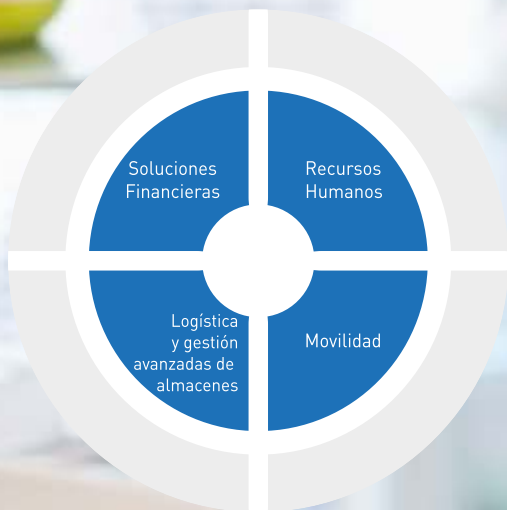 Soluciones
Financieras
Recursos
Humanos
Logística
y gestión
avanzadas de
almacenes
Movilidad